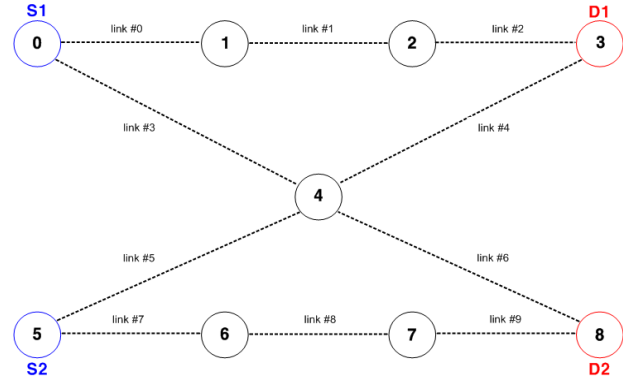 S1 D1
link #0 link #1 link #2
0 1 2 3
link #3 link #4
4
link #5 link #6
link #7 link #8 link #9
5 6 7 8
S2 D2